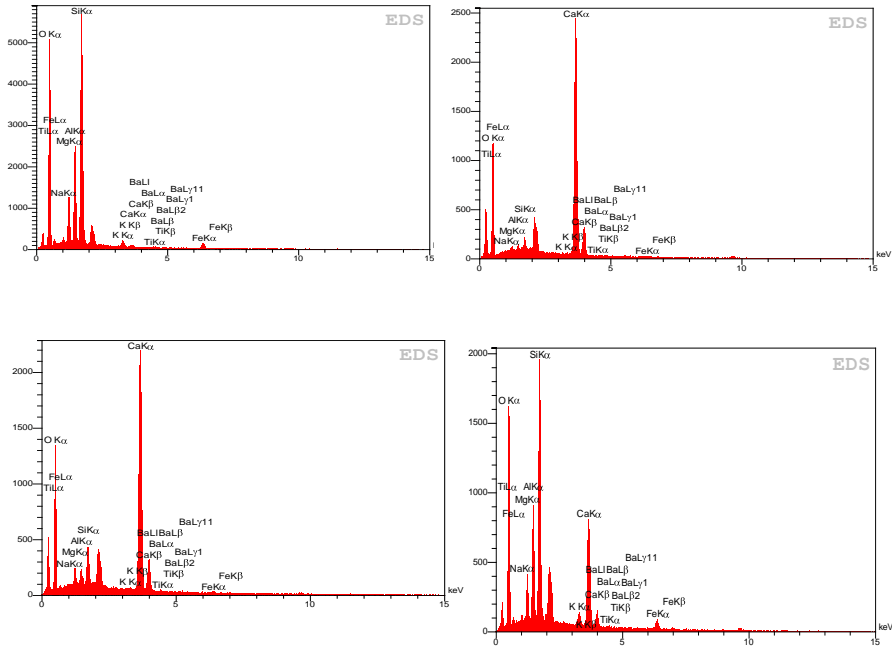 EDS
SiKα
OKα
FeLα
TiLα
AlKα
MgKα
NaKα
BaLl
BaLα
CaKβ
CaKα
K Kβ
K Kα
BaLγ11
BaLγ1
BaLβ2
BaLβ
TiKβ
TiKα
FeKβ
FeKα
5000
4000
3000
2000
1000
0
0 5 10 15
keV
EDS
CaKα
FeLα
O Kα
TiLα
SiKα
AlKα
MgKα
NaKα
BaLγ11
BaLlBaLβ
BaLα
BaLγ1
CaKβ
BaLβ2
K Kβ
TiKβ
K Kα
TiKα
FeKβ
FeKα
2500
2000
1500
1000
500
0
0 5 10 15
keV
EDS
CaKα
O Kα
FeLα
TiLα
SiKα
AlKα
MgKα
NaKα
BaLγ11
BaLlBaLβ
BaLα
BaLγ1
CaKβ
BaLβ2
K Kβ
TiKβ
K Kα
TiKα
FeKβ
FeKα
2000
1500
1000
500
0
0 5 10 15
keV
EDS
SiKα
O Kα
TiLα
AlKα
MgKα
FeLα
CaKα
NaKα
BaLγ11
BaLlBaLβ
BaLαBaLγ1
CaKβ BaLβ2
K Kα
TiKβ
K Kβ
TiKα
FeKβ
FeKα
2000
1500
1000
500
0
0 5 10 15
keV